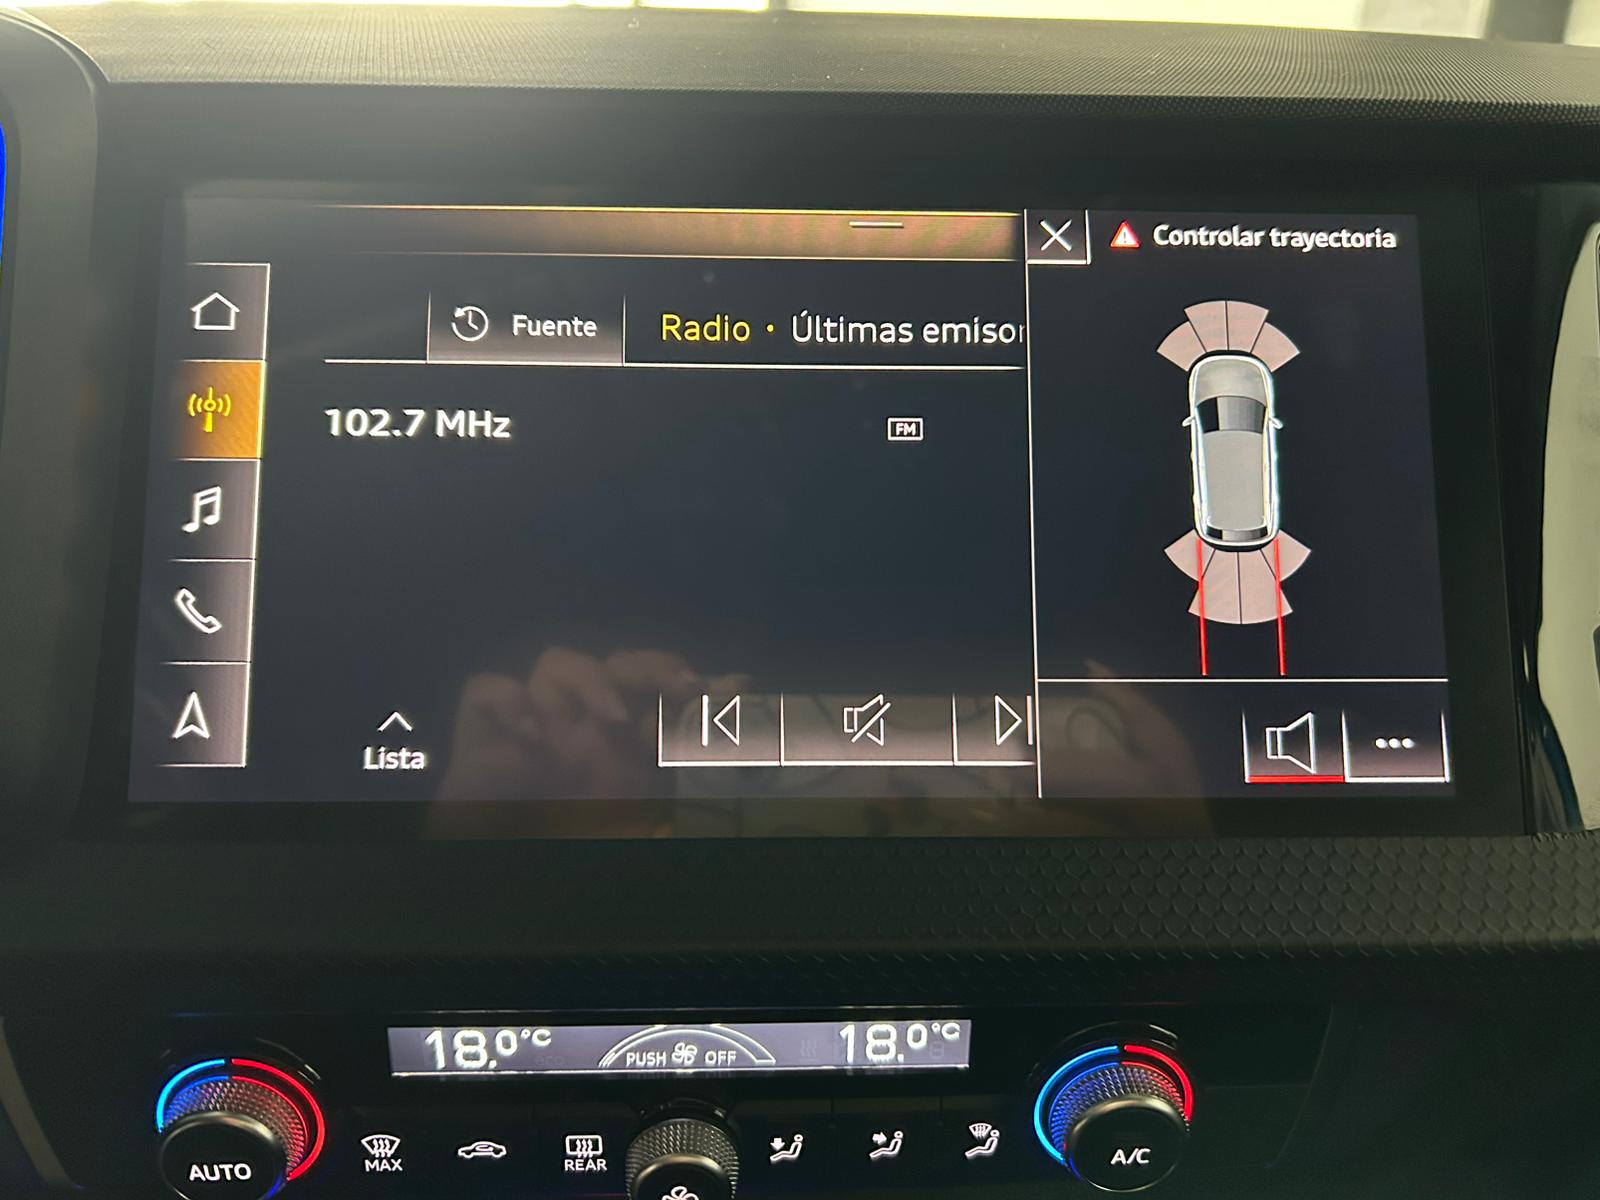 Controlar trayectoria
Fuente
Radio • Últimas emisor
102.7 MHz
FM
Lista
18.0°C
PUSH OFF
18.0°C
AUTO
MAX
REAR
A/C